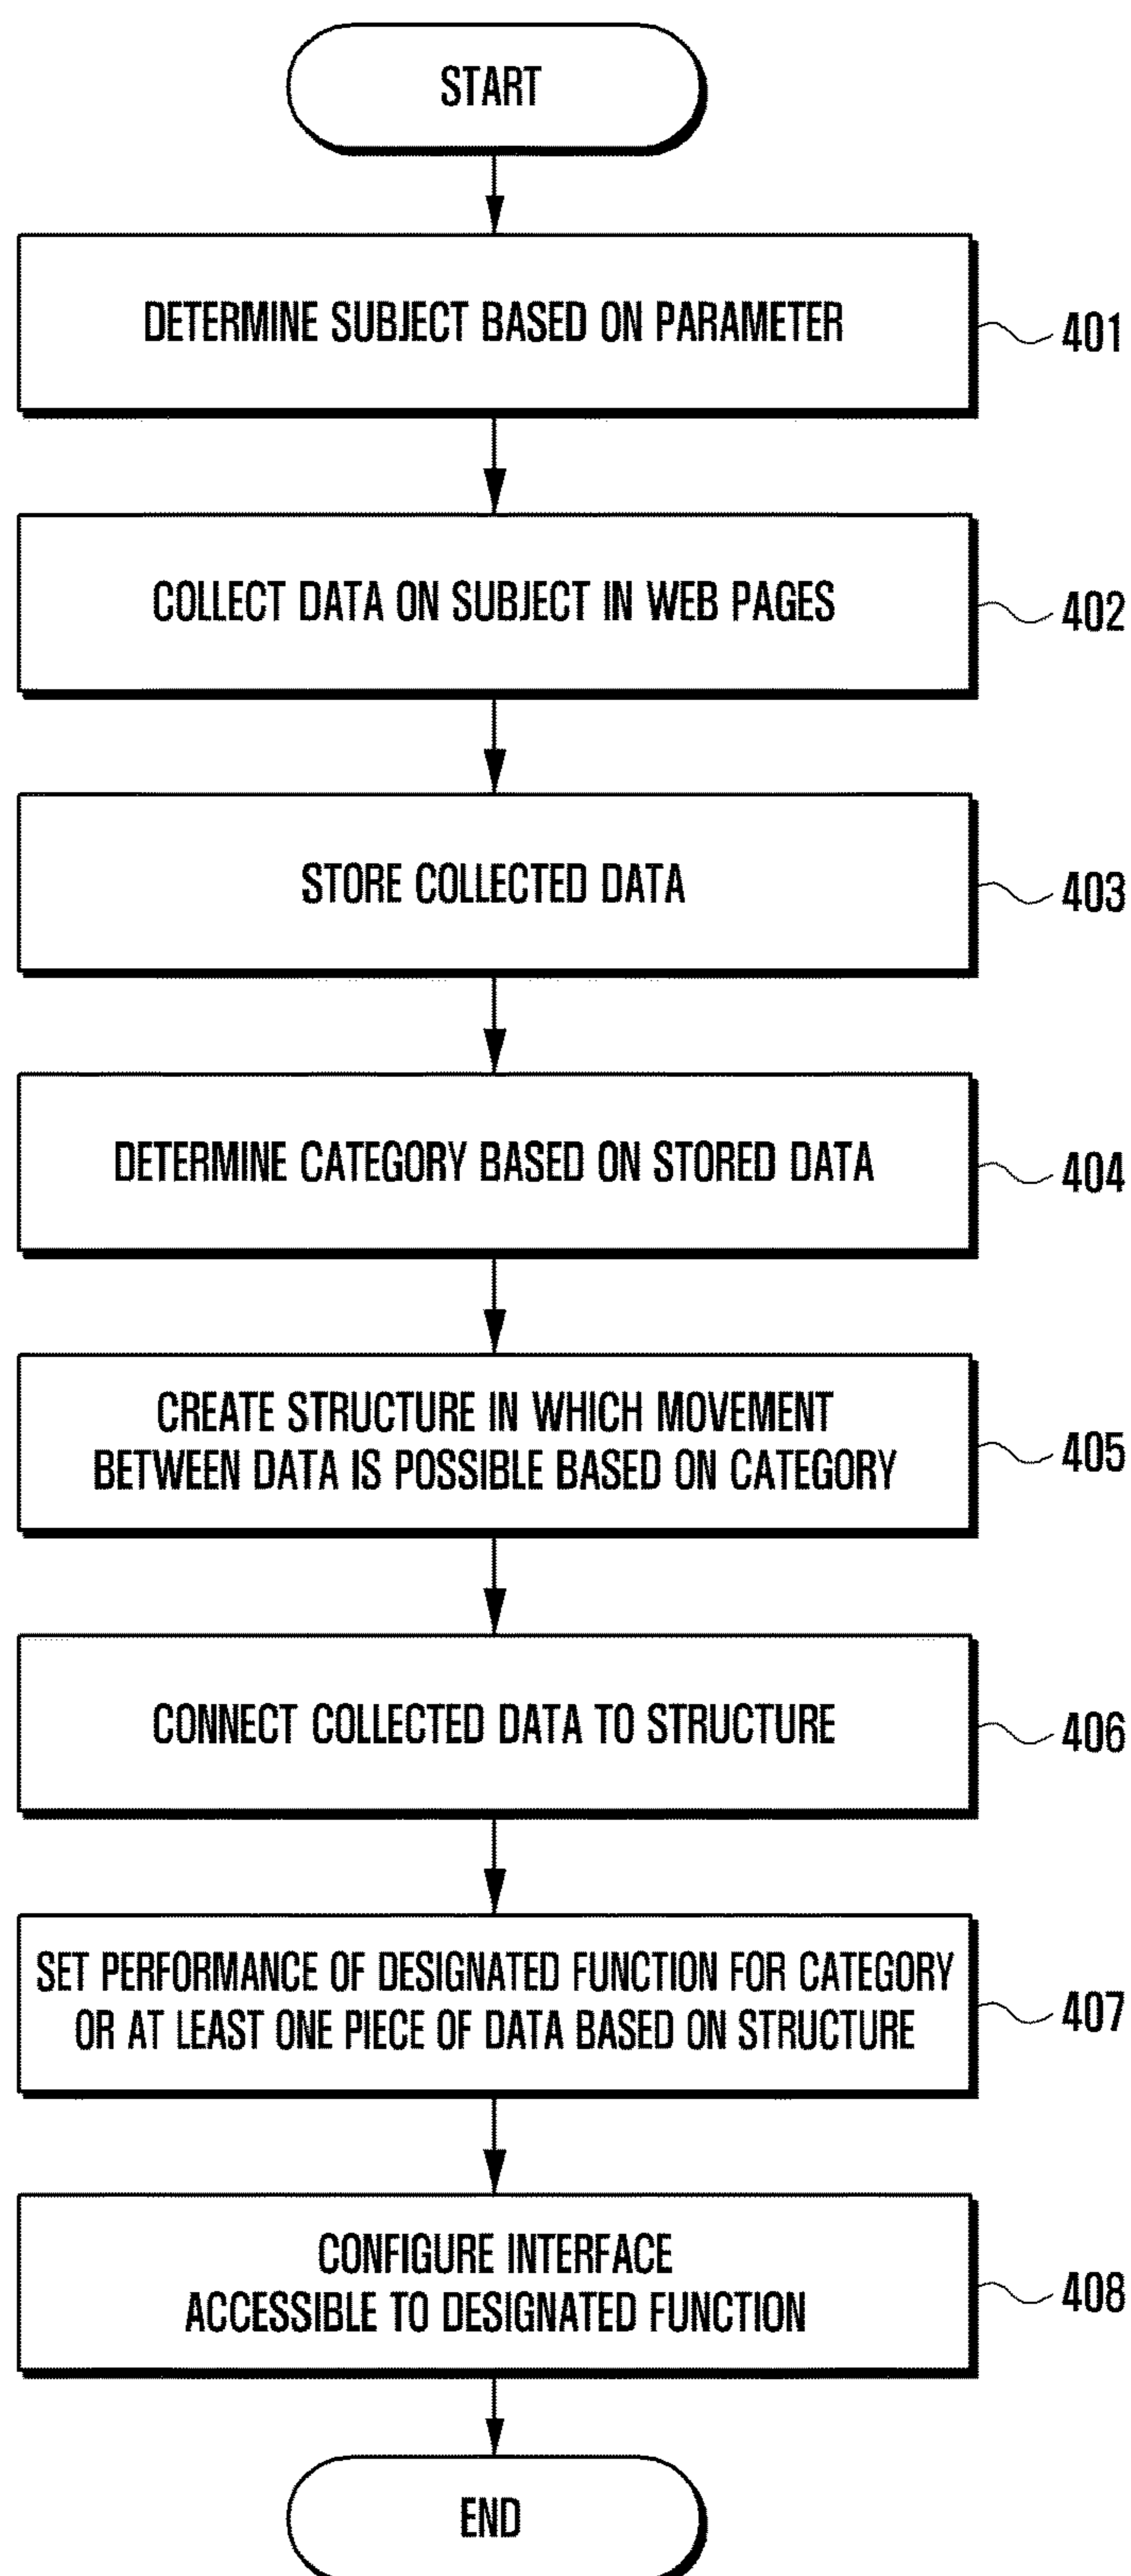 START
DETERMINE SUBJECT BASED ON PARAMETER
401
COLLECT DATA ON SUBJECT IN WEB PAGES
402
STORE COLLECTED DATA
403
DETERMINE CATEGORY BASED ON STORED DATA
404
CREATE STRUCTURE IN WHICH MOVEMENT
BETWEEN DATA IS POSSIBLE BASED ON CATEGORY
405
CONNECT COLLECTED DATA TO STRUCTURE
406
SET PERFORMANCE OF DESIGNATED FUNCTION FOR CATEGORY
OR AT LEAST ONE PIECE OF DATA BASED ON STRUCTURE
407
CONFIGURE INTERFACE
ACCESSIBLE TO DESIGNATED FUNCTION
408
END